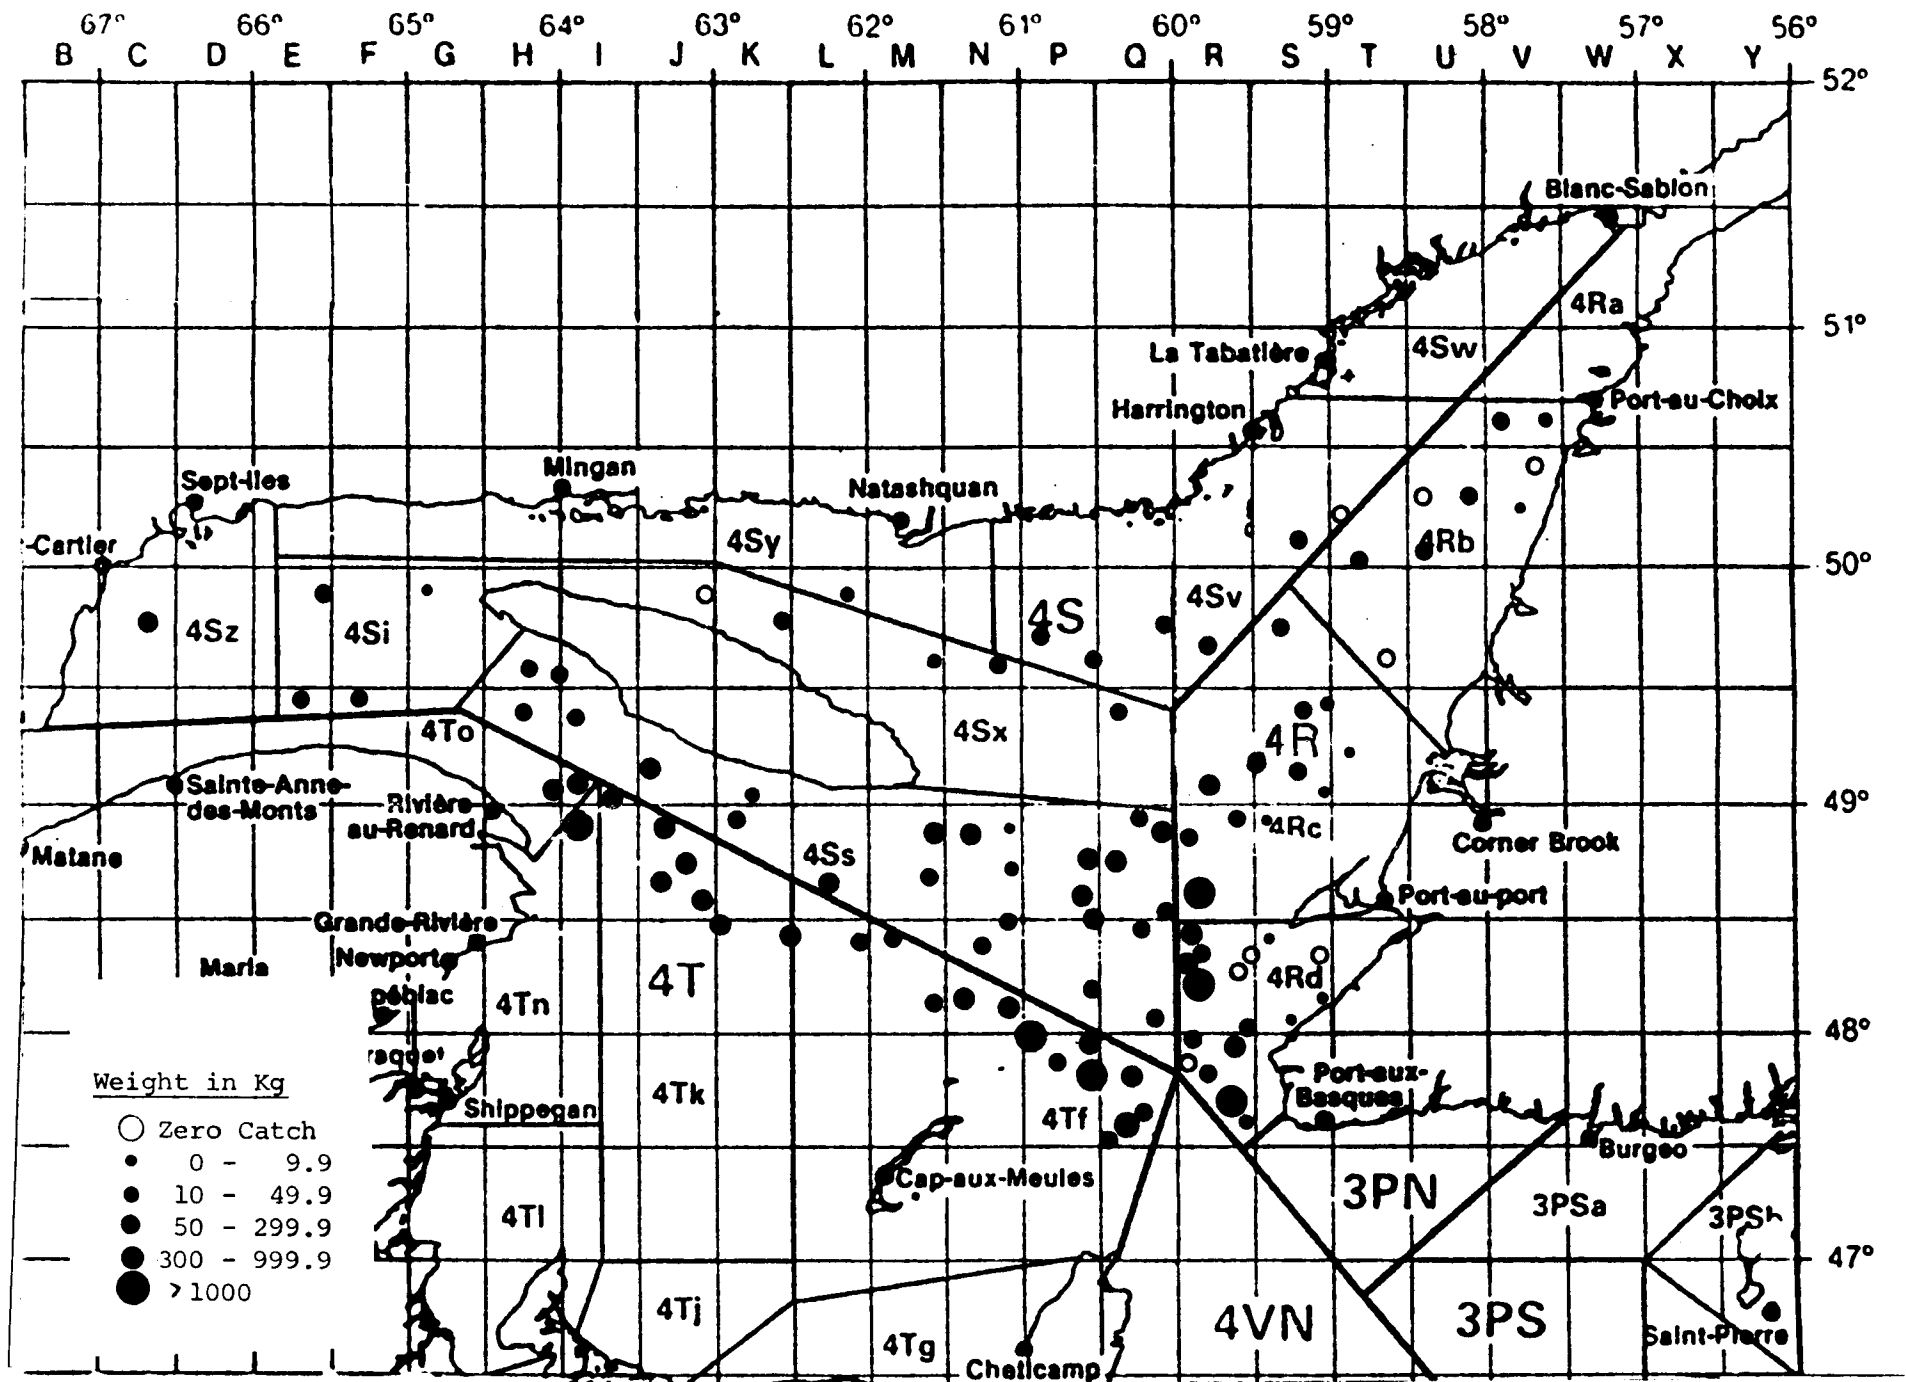 67° 66° 65° 64° 63° 62° 61° 60° 59° 58° 57° 56°
B C D E F G H I J K L M N P Q R S T U V W X Y
52°
Blanc-Sablon
4Ra
51°
La Tabatière
4Sw
Harrington
Port-au-Choix
Sept-Iles
Mingan
Natashquan
-Cartier
4Sy
4Rb
50°
4Sz
4Si
4S
4Sv
4To
4Sx
4R
Sainte-Anne-
des-Monts
Rivière-
au-Renard
49°
4Rc
Matane
4Ss
Corner Brook
Port-au-port
Grande-Rivière
Newport
Maria
4T
4Rd
4Tn
48°
Weight in Kg
Zero Catch
0 - 9.9
10 - 49.9
50 - 299.9
300 - 999.9
>1000
4Tk
Port-aux-
Basques
Shippegan
4Tf
Burgeo
Cap-aux-Meules
3PN
3PSa
4Tl
47°
4Tj
4VN
3PS
4Tg
Saint-Pierre
Cheticamp